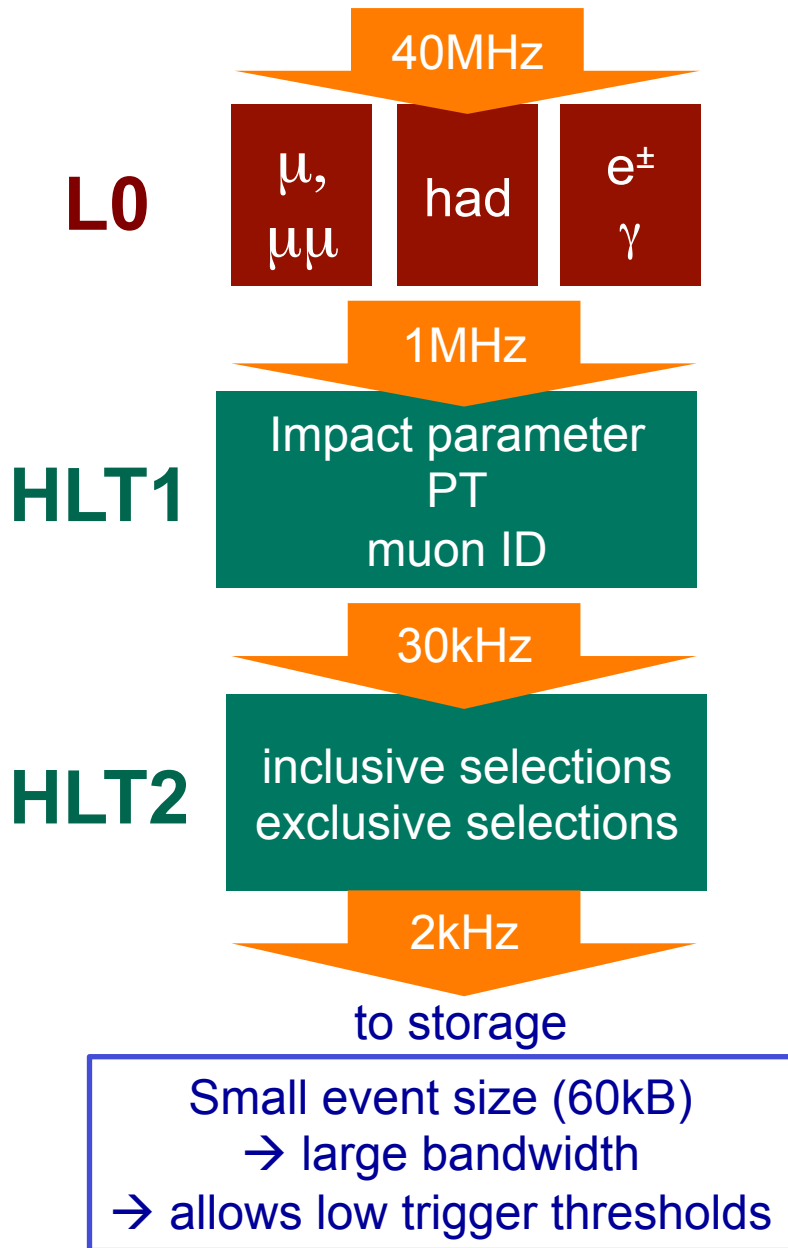 40MHz
L0
μ,
μμ
had
e±
γ
1MHz
HLT1
Impact parameter
PT
muon ID
30kHz
HLT2
inclusive selections
exclusive selections
2kHz
to storage
Small event size (60kB)
→ large bandwidth
→ allows low trigger thresholds